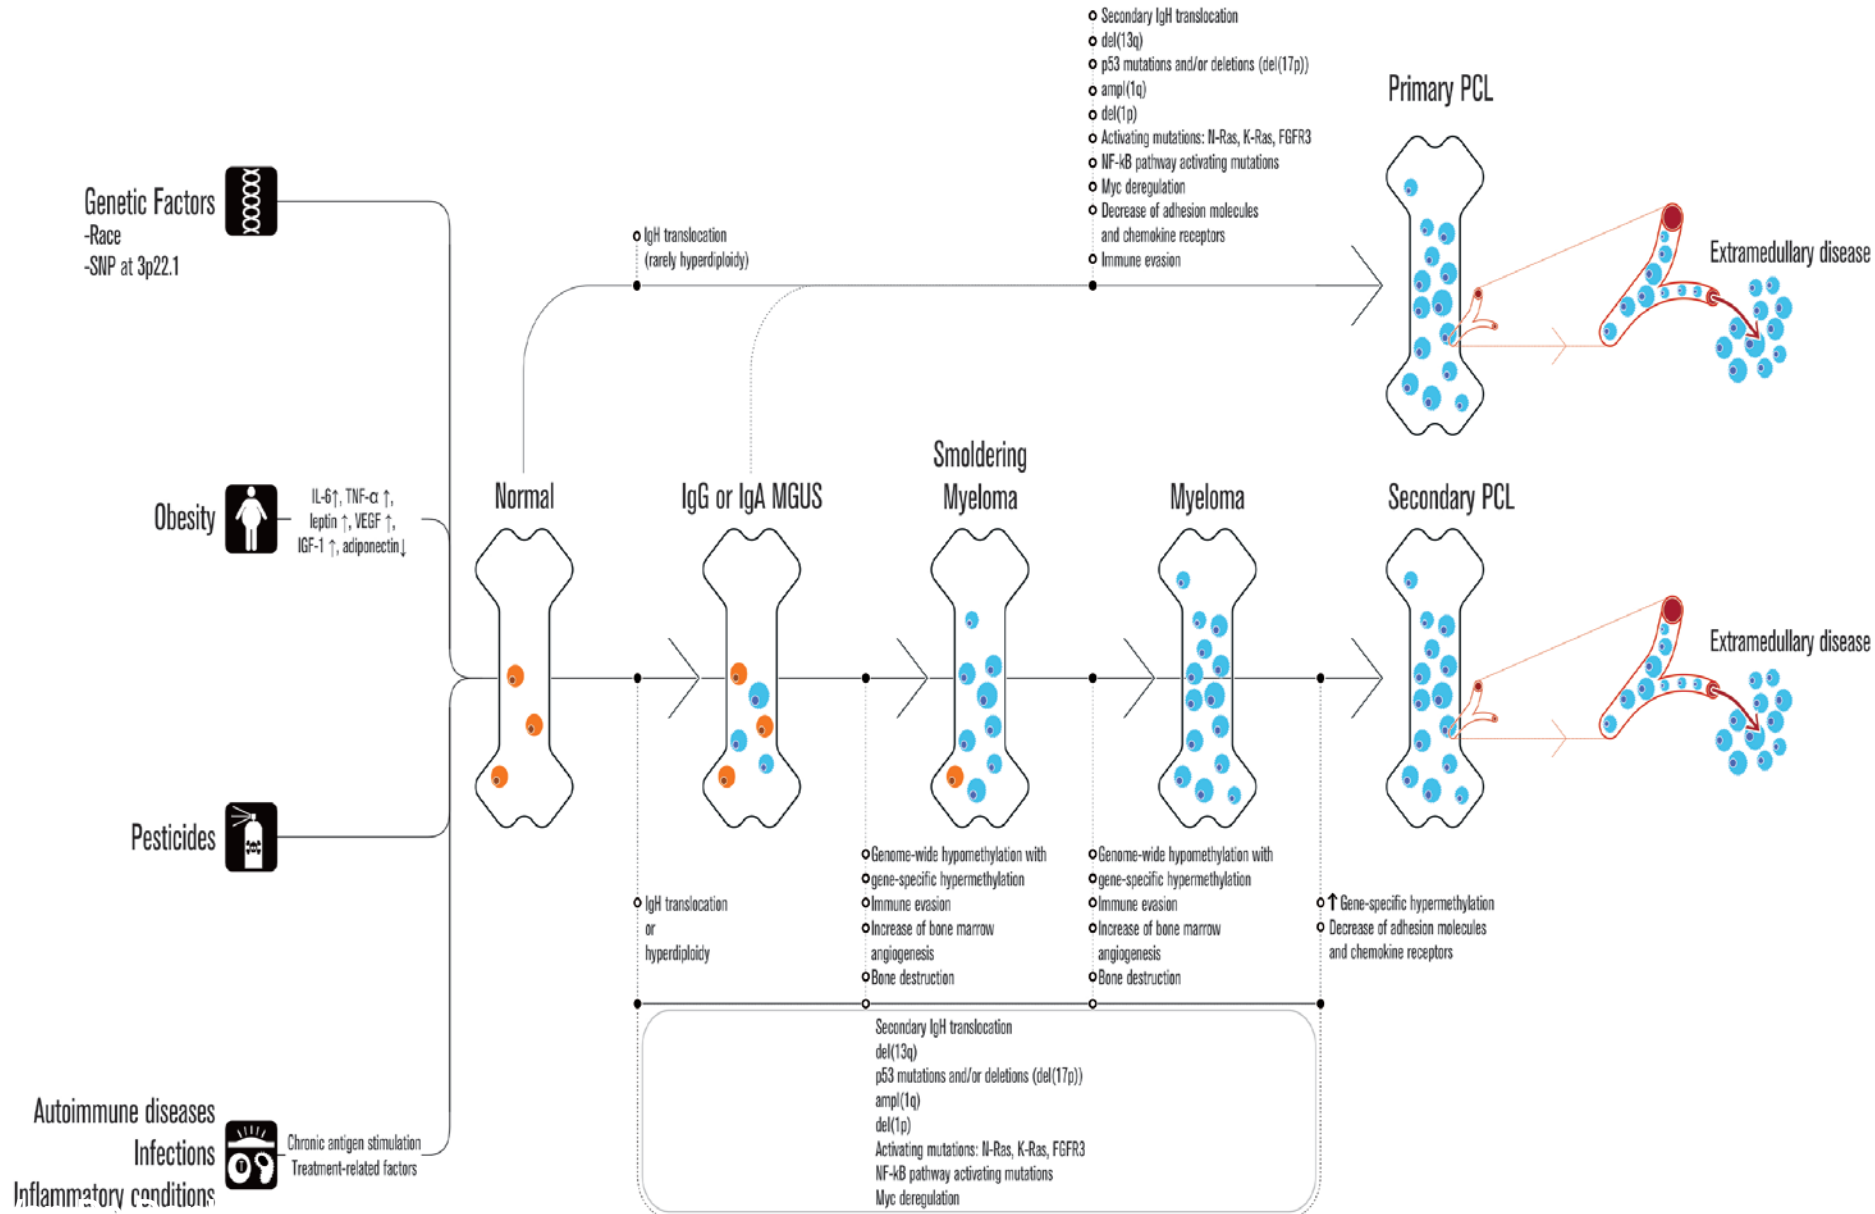 Secondary IgH translocation
del(13q)
p53 mutations and/or deletions (del(17p))
ampl(1q)
del(1p)
Activating mutations: N-Ras, K-Ras, FGFR3
NF-kB pathway activating mutations
Myc deregulation
Decrease of adhesion molecules
and chemokine receptors
Immune evasion
Primary PCL
Genetic Factors
-Race
-SNP at 3p22.1
IgH translocation
(rarely hyperdiploidy)
Extramedullary disease
Obesity
IL-6↑, TNF-α ↑,
leptin ↑, VEGF ↑,
IGF-1 ↑, adiponectin↓
Normal
IgG or IgA MGUS
Smoldering
Myeloma
Myeloma
Secondary PCL
Extramedullary disease
Pesticides
IgH translocation
or
hyperdiploidy
Genome-wide hypomethylation with
gene-specific hypermethylation
Immune evasion
Increase of bone marrow
angiogenesis
Bone destruction
Genome-wide hypomethylation with
gene-specific hypermethylation
Immune evasion
Increase of bone marrow
angiogenesis
Bone destruction
↑ Gene-specific hypermethylation
Decrease of adhesion molecules
and chemokine receptors
Secondary IgH translocation
del(13q)
p53 mutations and/or deletions (del(17p))
ampl(1q)
del(1p)
Activating mutations: N-Ras, K-Ras, FGFR3
NF-kB pathway activating mutations
Myc deregulation
Autoimmune diseases
Infections
Inflammatory conditions
T
Chronic antigen stimulation
Treatment-related factors